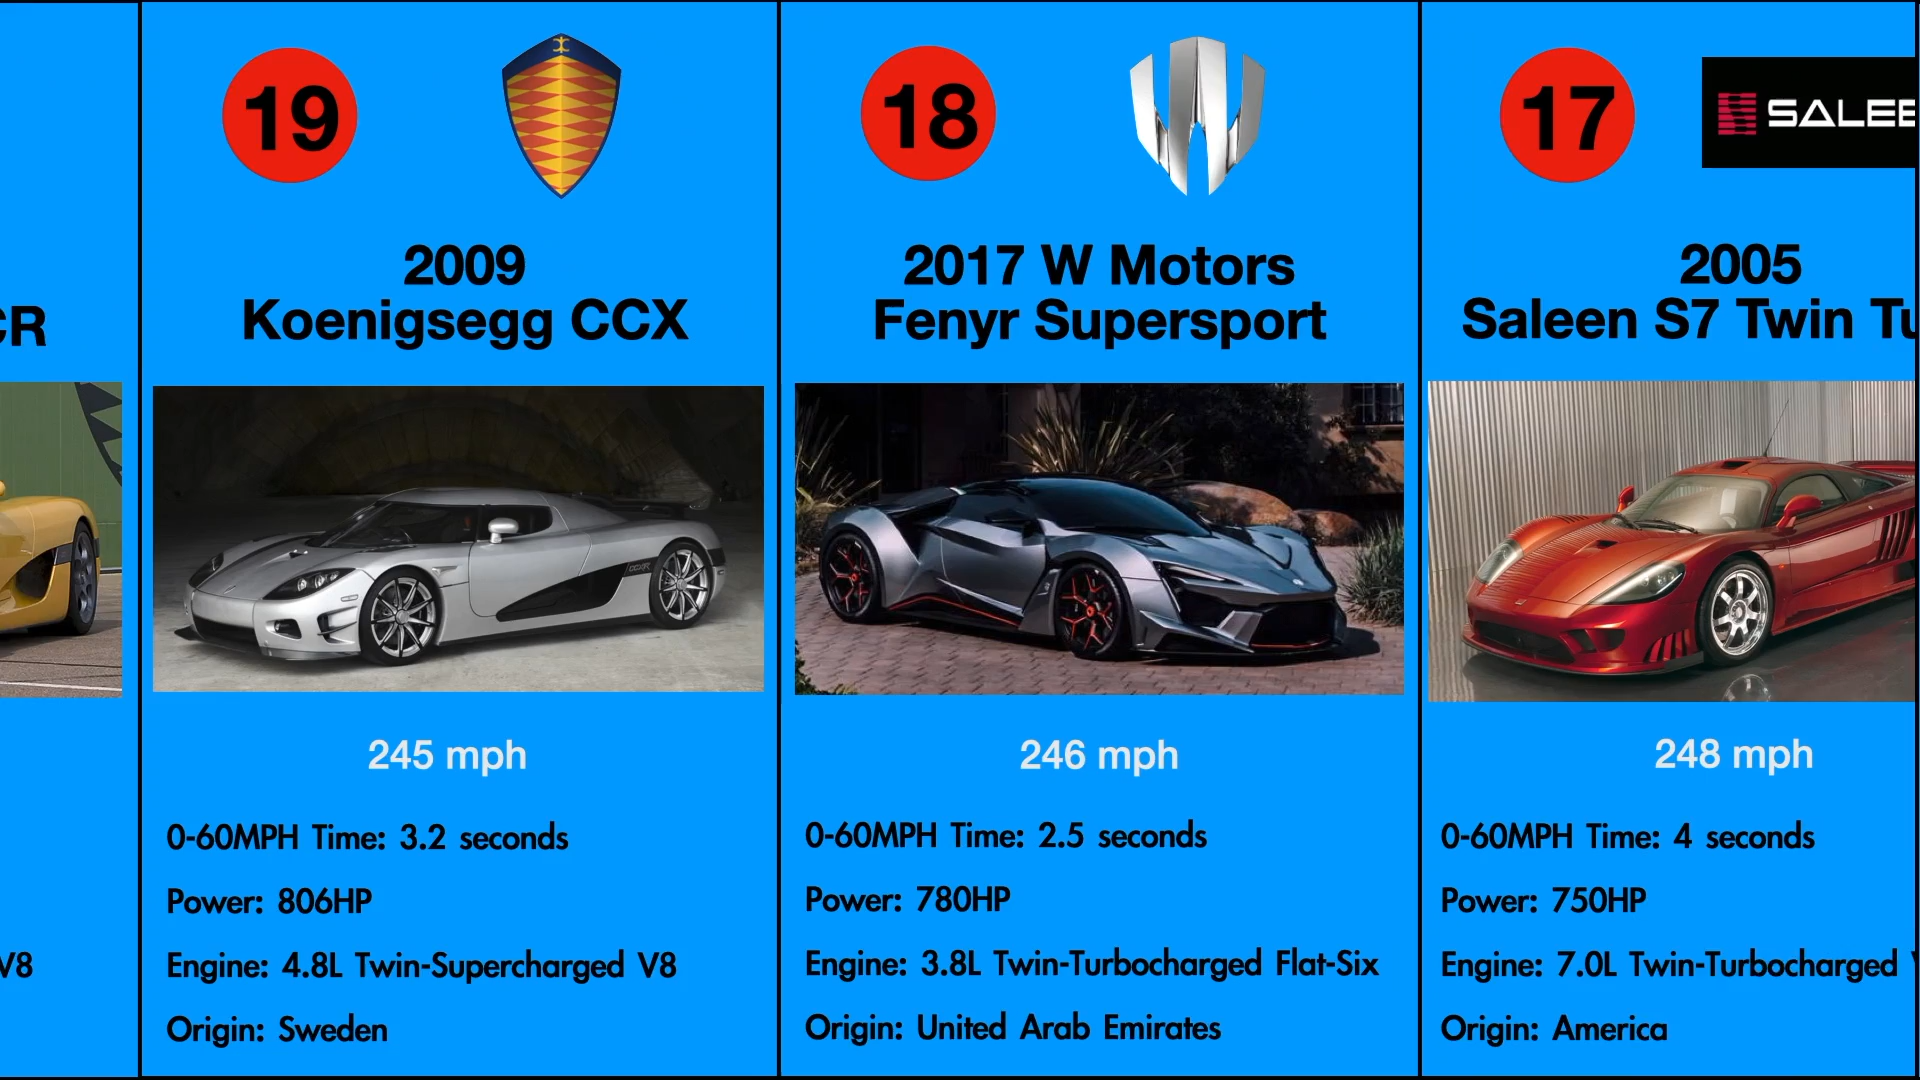 CR
V8
19
2009
Koenigsegg CCX
245 mph
0-60MPH Time: 3.2 seconds
Power: 806HP
Engine: 4.8L Twin-Supercharged V8
Origin: Sweden
18
2017 W Motors
Fenyr Supersport
246 mph
0-60MPH Time: 2.5 seconds
Power: 780HP
Engine: 3.8L Twin-Turbocharged Flat-Six
Origin: United Arab Emirates
17
SALEE
2005
Saleen S7 Twin Tu
248 mph
0-60MPH Time: 4 seconds
Power: 750HP
Engine: 7.0L Twin-Turbocharged
Origin: America